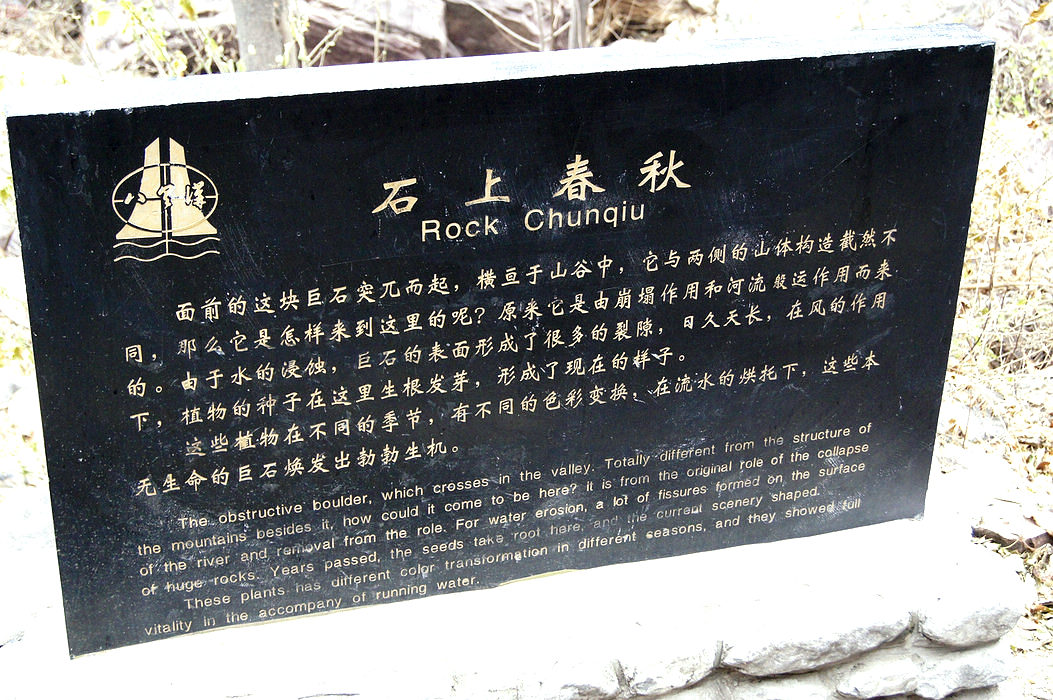 八里溝
石上春秋
Rock Chunqiu
面前的这块巨石突兀而起，横亘于山谷中，它与两侧的山体构造截然不
同，那么它是怎样来到这里的呢？原来它是由崩塌作用和河流般运作用而来
的。由于水的浸蚀，巨石的表面形成了很多的裂隙，日久天长，在风的作用
下，植物的种子在这里生根发芽，形成了现在的样子。
这些植物在不同的季节，有不同的色彩变换，在流水的烘托下，这些本
无生命的巨石焕发出勃勃生机。
The obstructive boulder, which crosses in the valley. Totally different from the structure of
the mountains besides it, how could it come to be here? It is from the original role of the collapse
of the river and removal from the role. For water erosion, a lot of fissures formed on the surface
of huge rocks. Years passed, the seeds take root here, and the current scenery shaped.
These plants has different color transformation in different seasons, and they showed full
vitality in the accompany of running water.